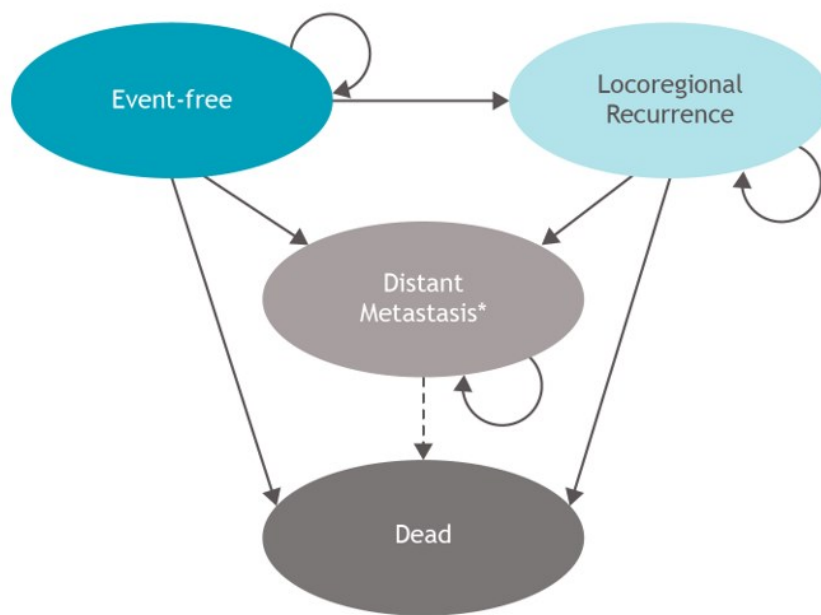 Event-free
Locoregional
Recurrence
Distant
Metastasis*
Dead